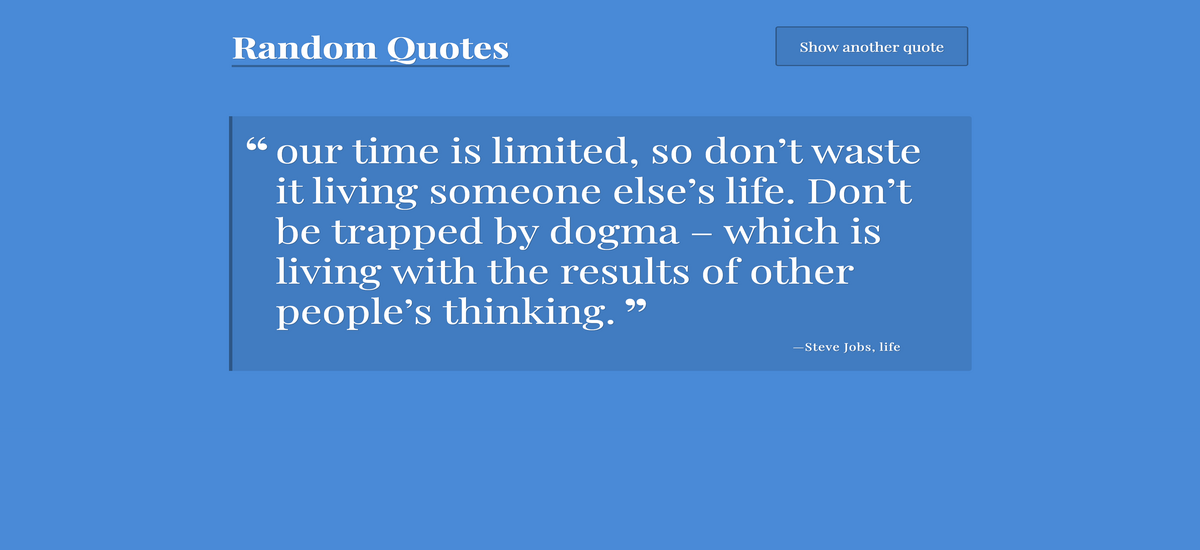 Random Quotes
Show another quote
“ our time is limited, so don’t waste
it living someone else’s life. Don’t
be trapped by dogma – which is
living with the results of other
people’s thinking. ”
—Steve Jobs, life